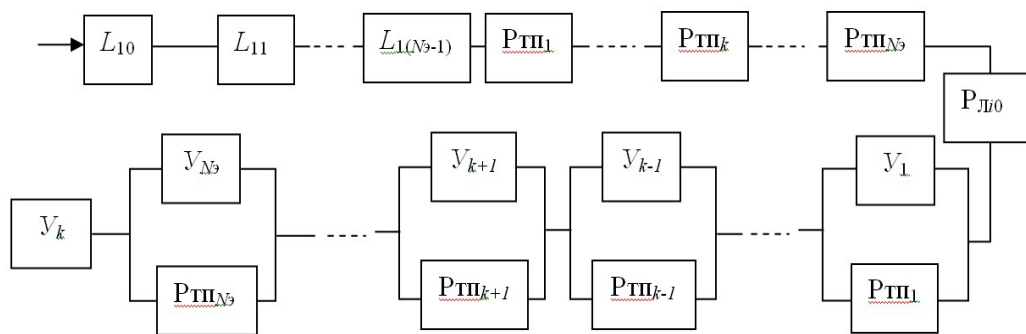 L10 L11 L1(Nэ-1) Pтп1 Pтпk PтпNэ
PЛi0
УNэ Уk+1 Уk-1 У1
Уk
PтпNэ Pтпk+1 Pтпk-1 Pтп1